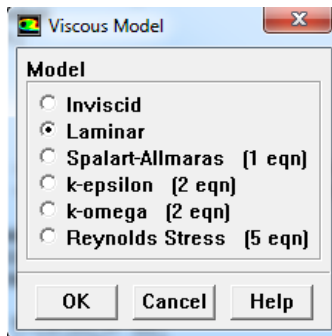 Viscous Model
Model
Inviscid
Laminar
Spalart-Allmaras (1 eqn)
k-epsilon (2 eqn)
k-omega (2 eqn)
Reynolds Stress (5 eqn)
OK Cancel Help